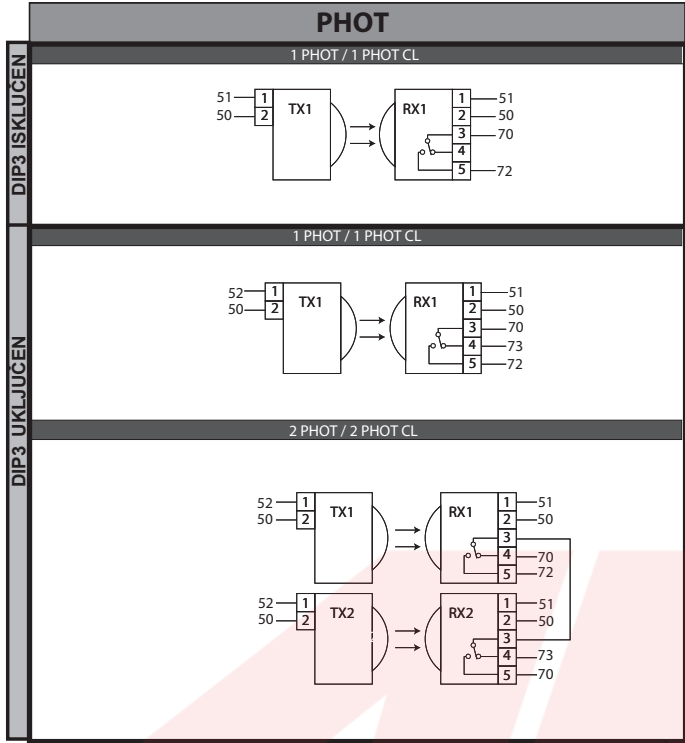 PHOT
DIP3 ISKLUČEN
1 PHOT / 1 PHOT CL
51 1 TX1 RX1 1 51
50 2 2 50
3 70
4
5 72
DIP3 UKLJUČEN
1 PHOT / 1 PHOT CL
52 1 TX1 RX1 1 51
50 2 2 50
3 70
4 73
5 72
2 PHOT / 2 PHOT CL
52 1 TX1 RX1 1 51
50 2 2 50
3
4 70
5 72
52 1 TX2 RX2 1 51
50 2 2 50
3
4 73
5 70